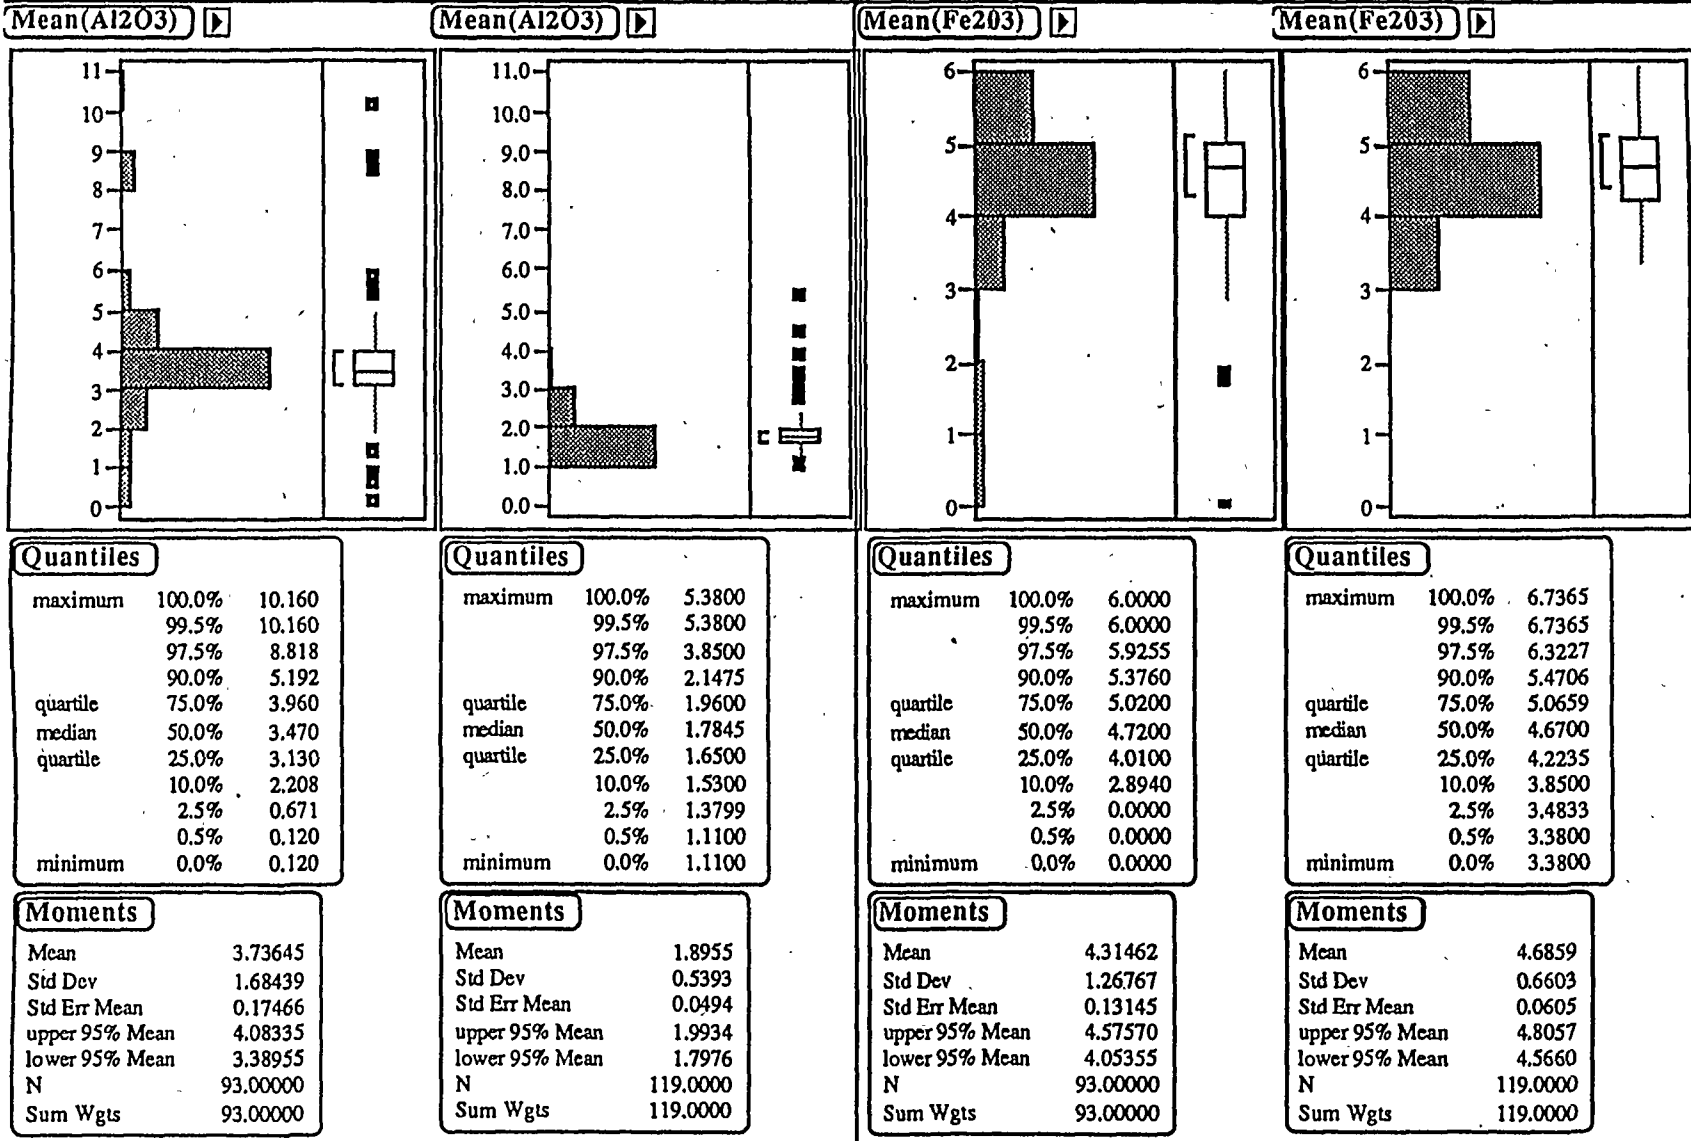 Mean(Al2O3)
11
10
9
8
7
6
5
4
3
2
1
0
Quantiles
maximum 100.0% 10.160
99.5% 10.160
97.5% 8.818
90.0% 5.192
quartile 75.0% 3.960
median 50.0% 3.470
quartile 25.0% 3.130
10.0% 2.208
2.5% 0.671
0.5% 0.120
minimum 0.0% 0.120
Moments
Mean 3.73645
Std Dev 1.68439
Std Err Mean 0.17466
upper 95% Mean 4.08335
lower 95% Mean 3.38955
N 93.00000
Sum Wgts 93.00000
Mean(Al2O3)
11.0
10.0
9.0
8.0
7.0
6.0
5.0
4.0
3.0
2.0
1.0
0.0
Quantiles
maximum 100.0% 5.3800
99.5% 5.3800
97.5% 3.8500
90.0% 2.1475
quartile 75.0% 1.9600
median 50.0% 1.7845
quartile 25.0% 1.6500
10.0% 1.5300
2.5% 1.3799
0.5% 1.1100
minimum 0.0% 1.1100
Moments
Mean 1.8955
Std Dev 0.5393
Std Err Mean 0.0494
upper 95% Mean 1.9934
lower 95% Mean 1.7976
N 119.0000
Sum Wgts 119.0000
Mean(Fe203)
6
5
4
3
2
1
0
Quantiles
maximum 100.0% 6.0000
99.5% 6.0000
97.5% 5.9255
90.0% 5.3760
quartile 75.0% 5.0200
median 50.0% 4.7200
quartile 25.0% 4.0100
10.0% 2.8940
2.5% 0.0000
0.5% 0.0000
minimum 0.0% 0.0000
Moments
Mean 4.31462
Std Dev 1.26767
Std Err Mean 0.13145
upper 95% Mean 4.57570
lower 95% Mean 4.05355
N 93.00000
Sum Wgts 93.00000
Mean(Fe203)
6
5
4
3
2
1
0
Quantiles
maximum 100.0% 6.7365
99.5% 6.7365
97.5% 6.3227
90.0% 5.4706
quartile 75.0% 5.0659
median 50.0% 4.6700
quartile 25.0% 4.2235
10.0% 3.8500
2.5% 3.4833
0.5% 3.3800
minimum 0.0% 3.3800
Moments
Mean 4.6859
Std Dev 0.6603
Std Err Mean 0.0605
upper 95% Mean 4.8057
lower 95% Mean 4.5660
N 119.0000
Sum Wgts 119.0000